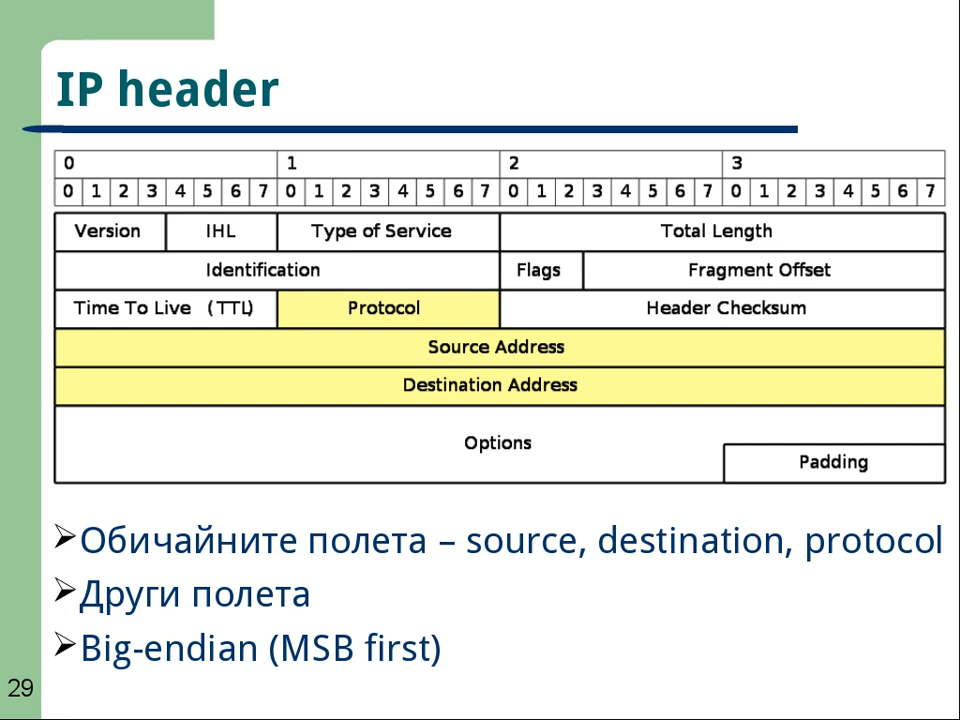 IP header
0 1 2 3
0 1 2 3 4 5 6 7 0 1 2 3 4 5 6 7 0 1 2 3 4 5 6 7 0 1 2 3 4 5 6 7
Version IHL Type of Service Total Length
Identification Flags Fragment Offset
Time To Live (TTL) Protocol Header Checksum
Source Address
Destination Address
Options
Padding
Обичайните полета – source, destination, protocol
Други полета
Big-endian (MSB first)
29